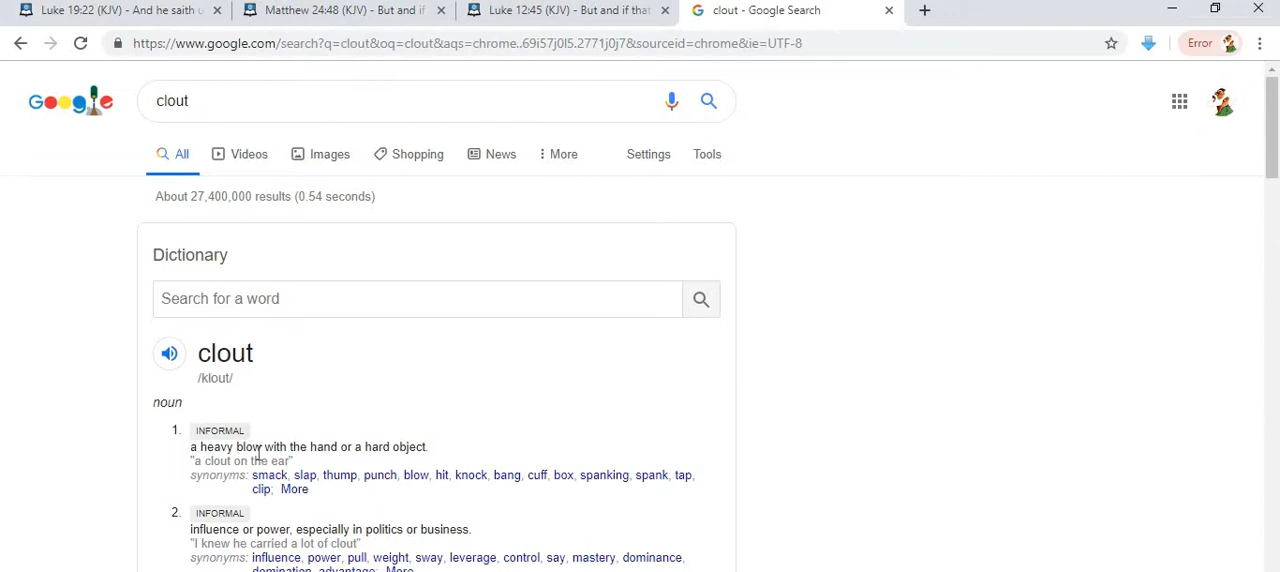 Luke 19:22 (KJV) - And he saith
Matthew 24:48 (KJV) - But and if
Luke 12:45 (KJV) - But and if that
clout - Google Search
https://www.google.com/search?q=clout&oq=clout&aqs=chrome..69i57j0l5.2771j0j7&sourceid=chrome&ie=UTF-8
Error
Google
clout
All
Videos
Images
Shopping
News
More
Settings
Tools
About 27,400,000 results (0.54 seconds)
Dictionary
Search for a word
clout
/klout/
noun
1.
INFORMAL
a heavy blow with the hand or a hard object.
"a clout on the ear"
synonyms: smack, slap, thump, punch, blow, hit, knock, bang, cuff, box, spanking, spank, tap,
clip; More
2.
INFORMAL
influence or power, especially in politics or business.
"I knew he carried a lot of clout"
synonyms: influence, power, pull, weight, sway, leverage, control, say, mastery, dominance,
domination, advantage; More